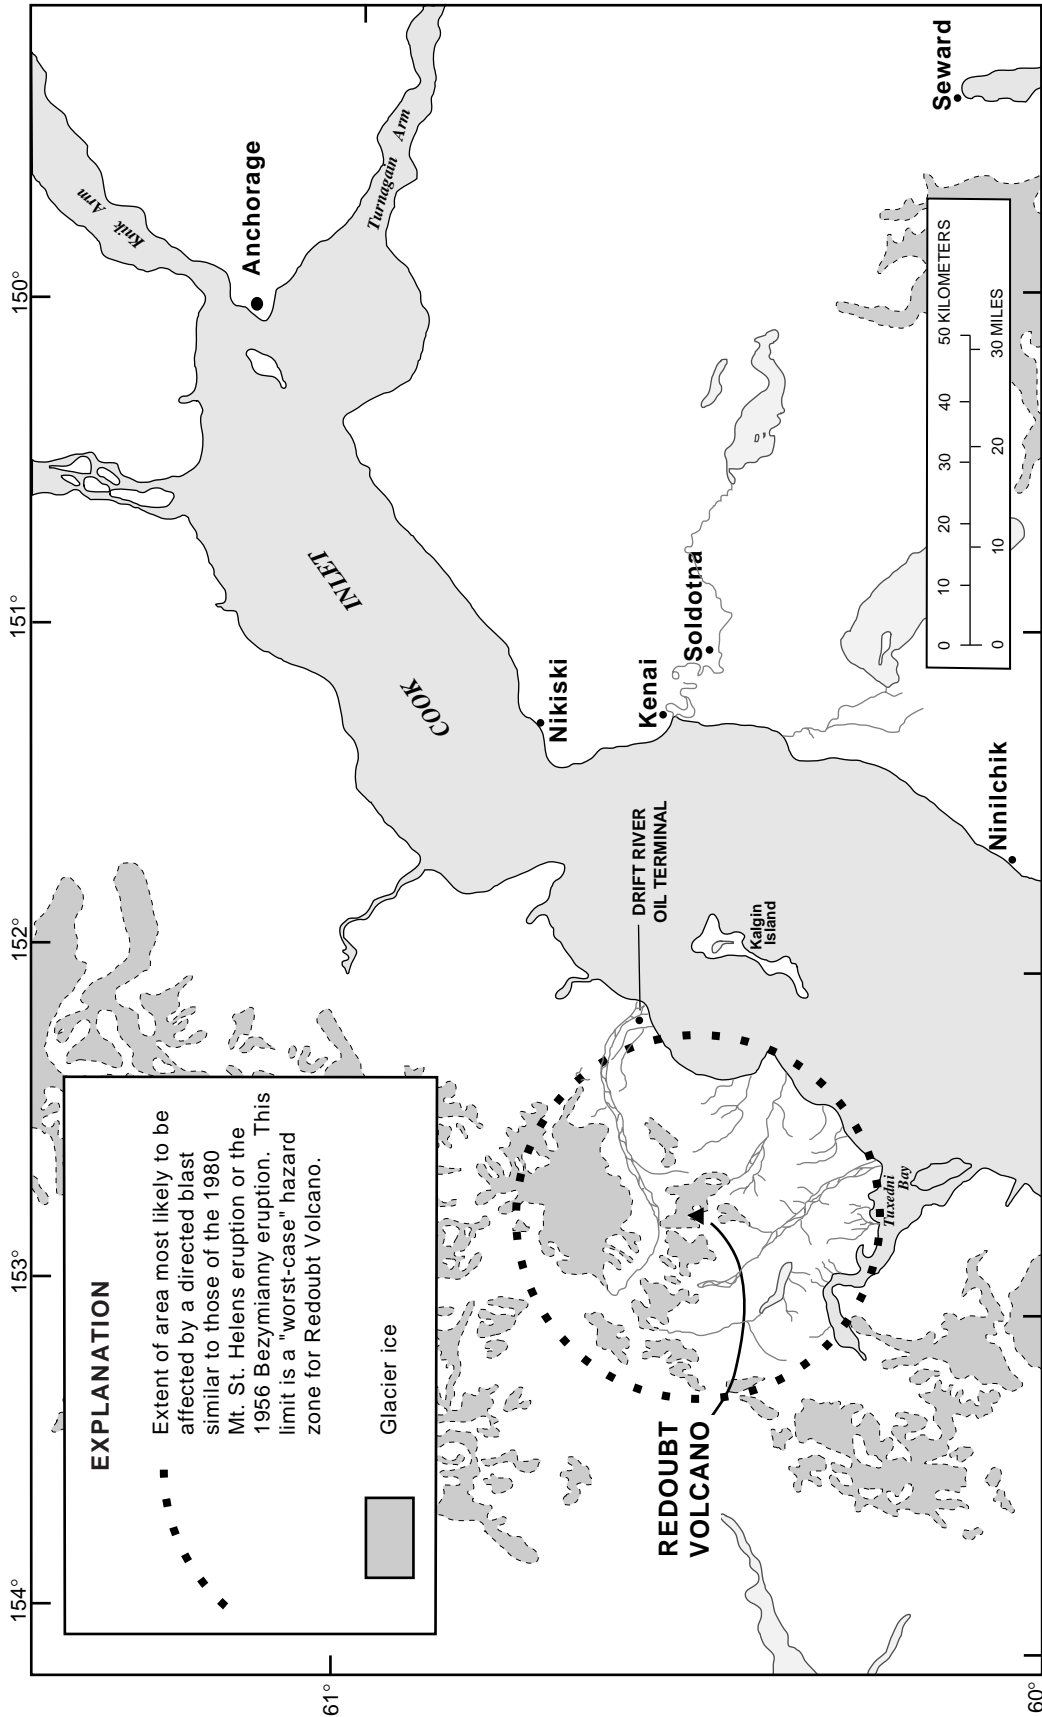 154°
153°
152°
151°
150°
61°
60°
EXPLANATION
Extent of area most likely to be
affected by a directed blast
similar to those of the 1980
Mt. St. Helens eruption or the
1956 Bezymianny eruption. This
limit is a "worst-case" hazard
zone for Redoubt Volcano.
Glacier ice
Knik Arm
Anchorage
Turnagain Arm
COOK
INLET
Nikiski
Kenai
Soldotna
DRIFT RIVER
OIL TERMINAL
Kalgin
Island
Ninilchik
Seward
REDOUBT
VOLCANO
Tuxedni
Bay
0 10 20 30 40 50 KILOMETERS
0 10 20 30 MILES